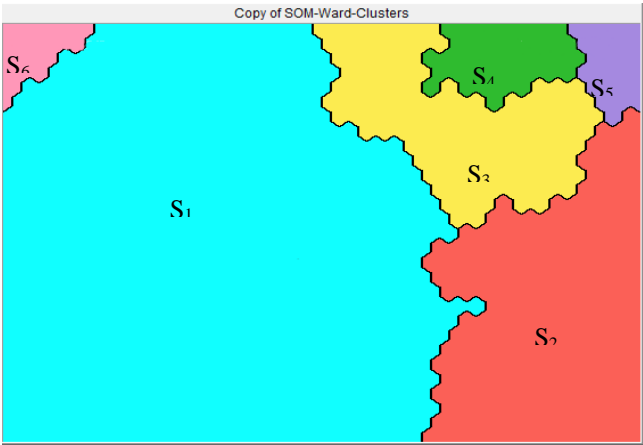 Copy of SOM-Ward-Clusters
S₆
S₄
S₅
S₃
S₁
S₂